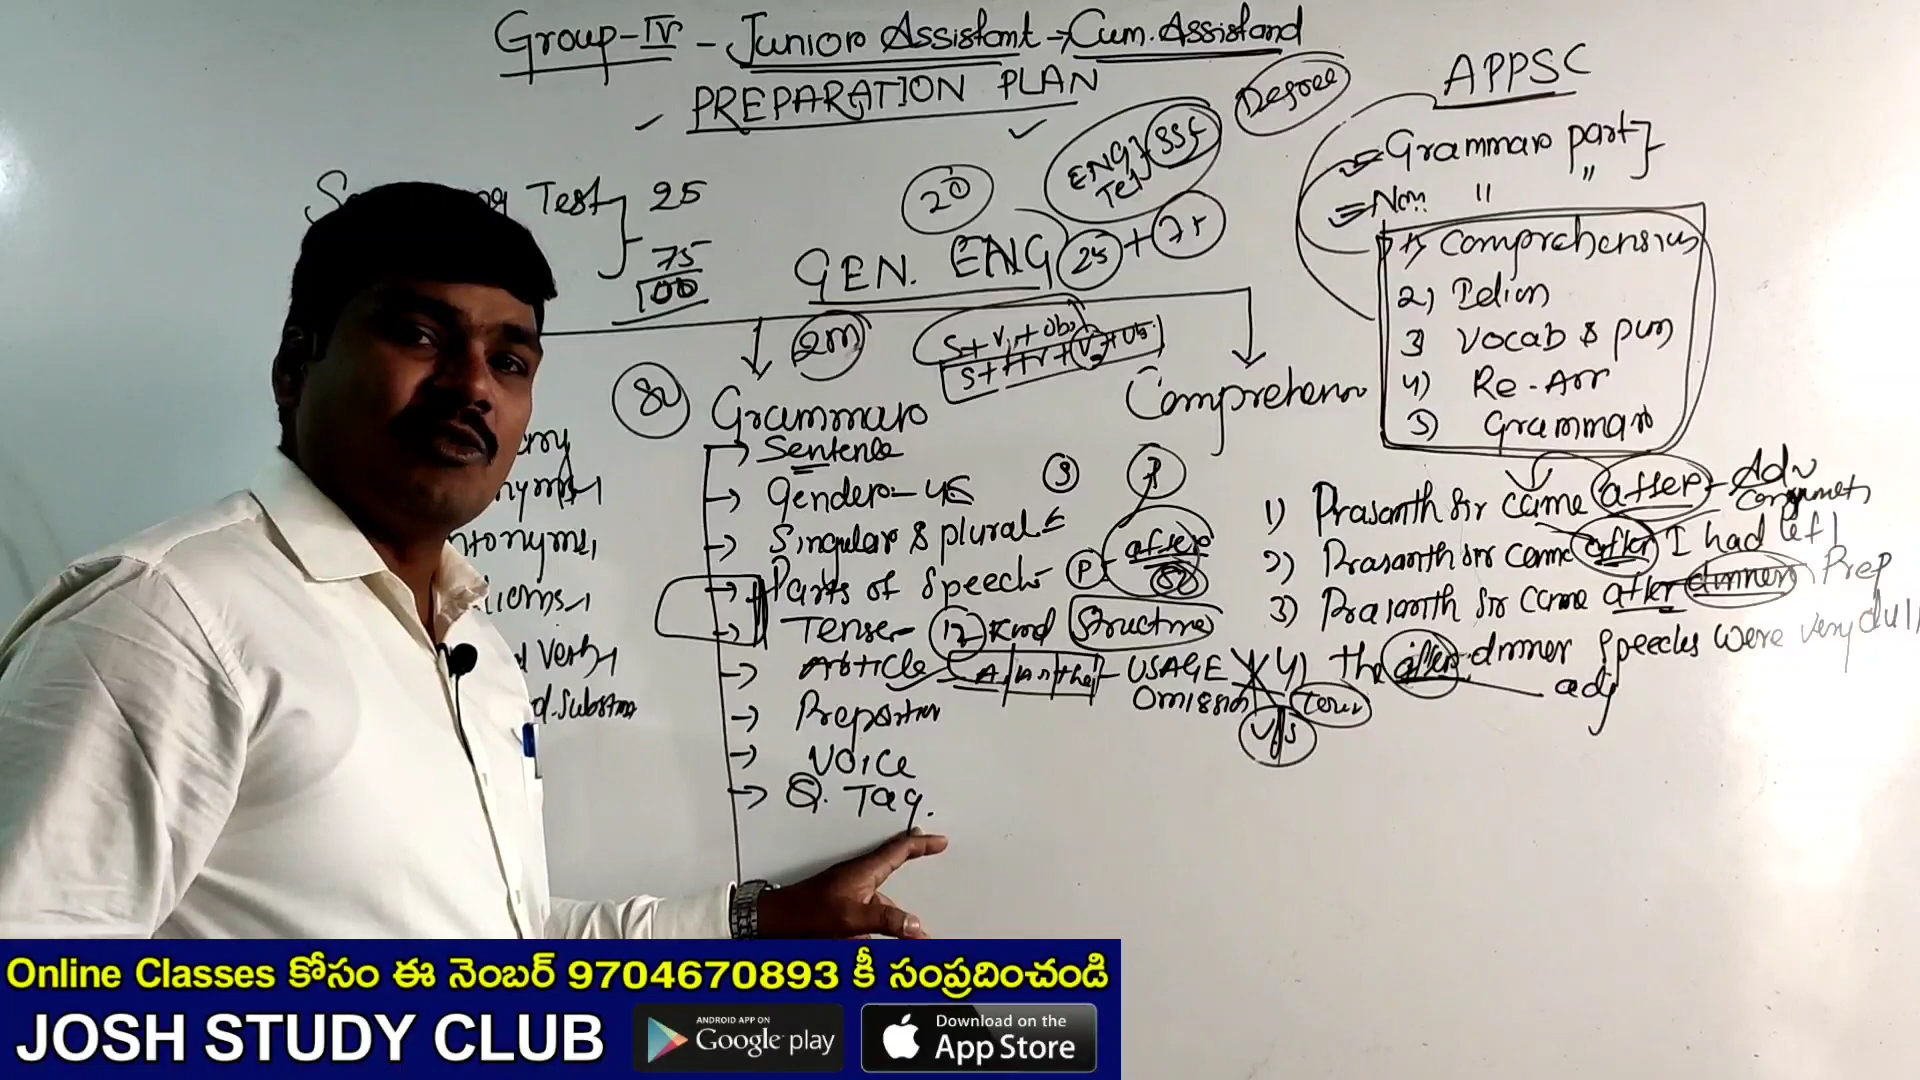 Group-IV - Junior Assistant → Cum. Assistand
PREPARATION PLAN
Degree
ENG
Tel
SSC
Test 25
75
100
20
GEN. ENG 25 + 75
2m
S+V1+Obj
80
Grammar
Sentence
Gender - 45
Singular & plural
Parts of Speech
Tense - 12 Kind Structure
Article - A/An/the - USAGE
Omission
Preposition
Voice
Q. Tag.
after
Comprehension
APPSC
Grammar part
Non "
"
1) Comprehension
2) Idiom
3 Vocab & pun
4) Re-Arr
5) Grammar
1) Prasanth Sir came after - Adv
2) Prasanth Sir came after I had left
3) Prasanth Sir came after dinner Prep
4) the after-dinner speeches were very dull
adj
Online Classes కోసం ఈ నెంబర్ 9704670893 కీ సంప్రదించండి
JOSH STUDY CLUB
ANDROID APP ON
Google play
Download on the
App Store